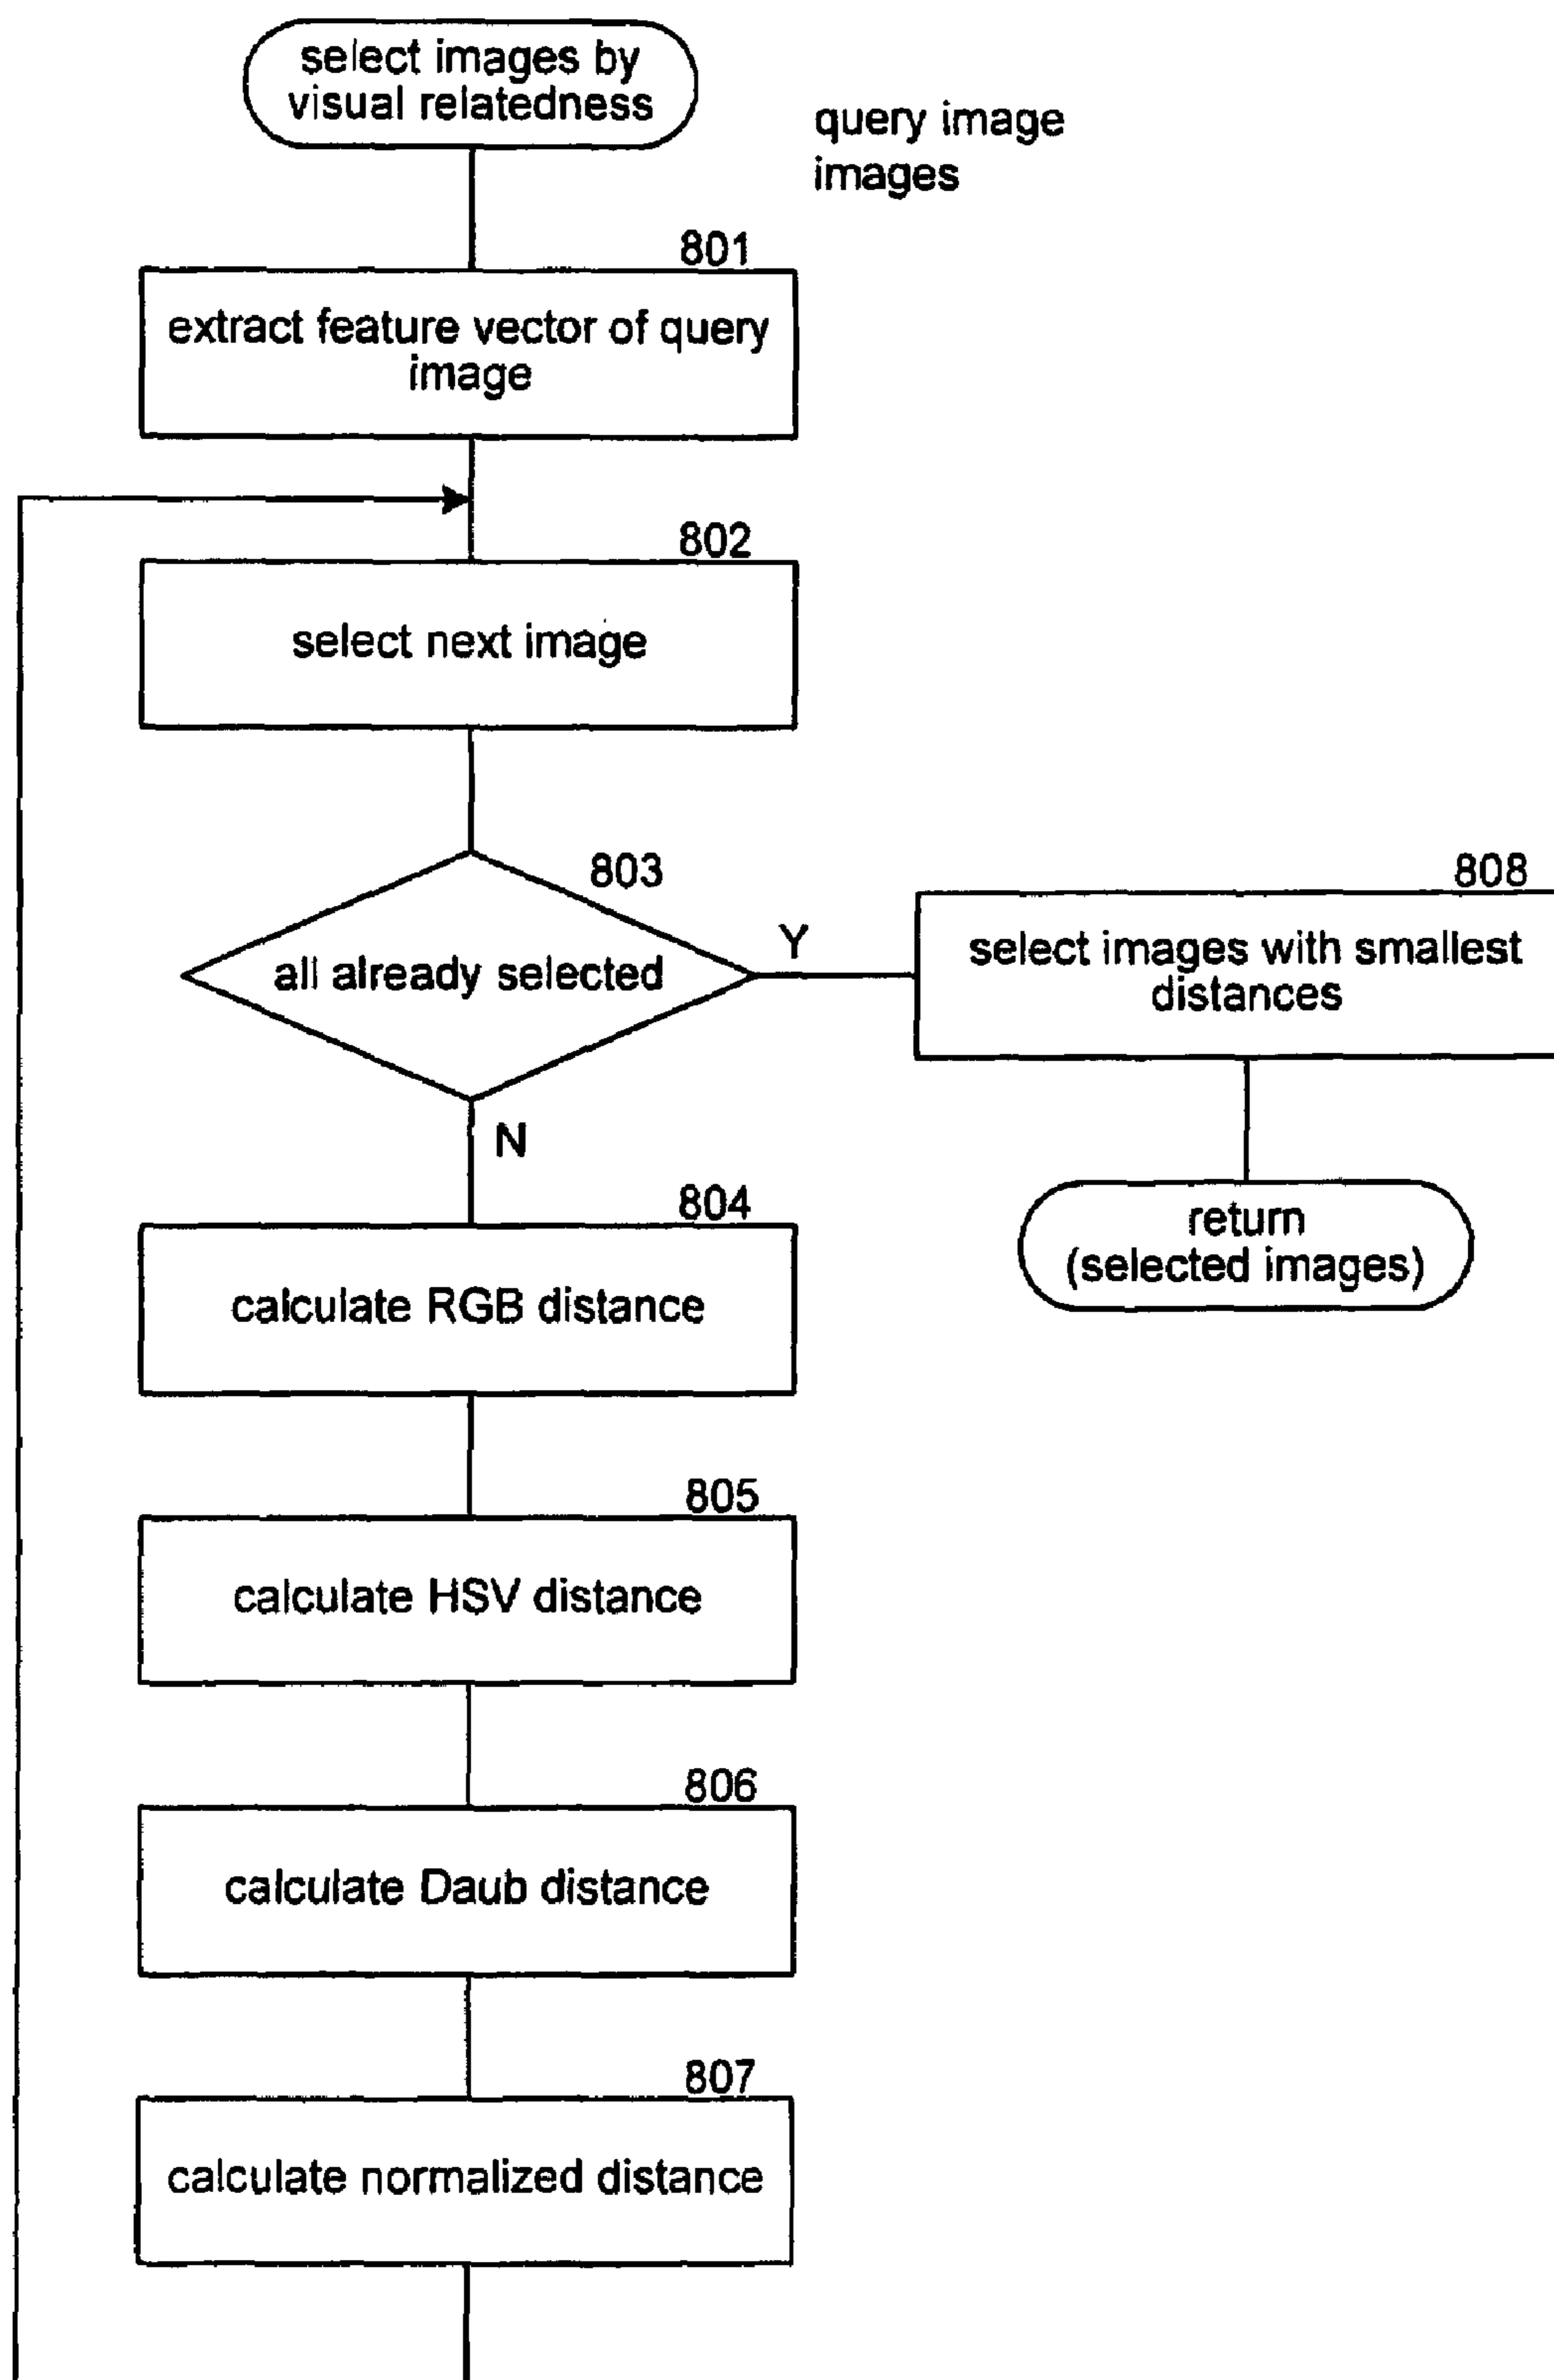 select images by
visual relatedness
query image
images
801
extract feature vector of query
image
802
select next image
803
all already selected
Y
808
select images with smallest
distances
N
return
(selected images)
804
calculate RGB distance
805
calculate HSV distance
806
calculate Daub distance
807
calculate normalized distance